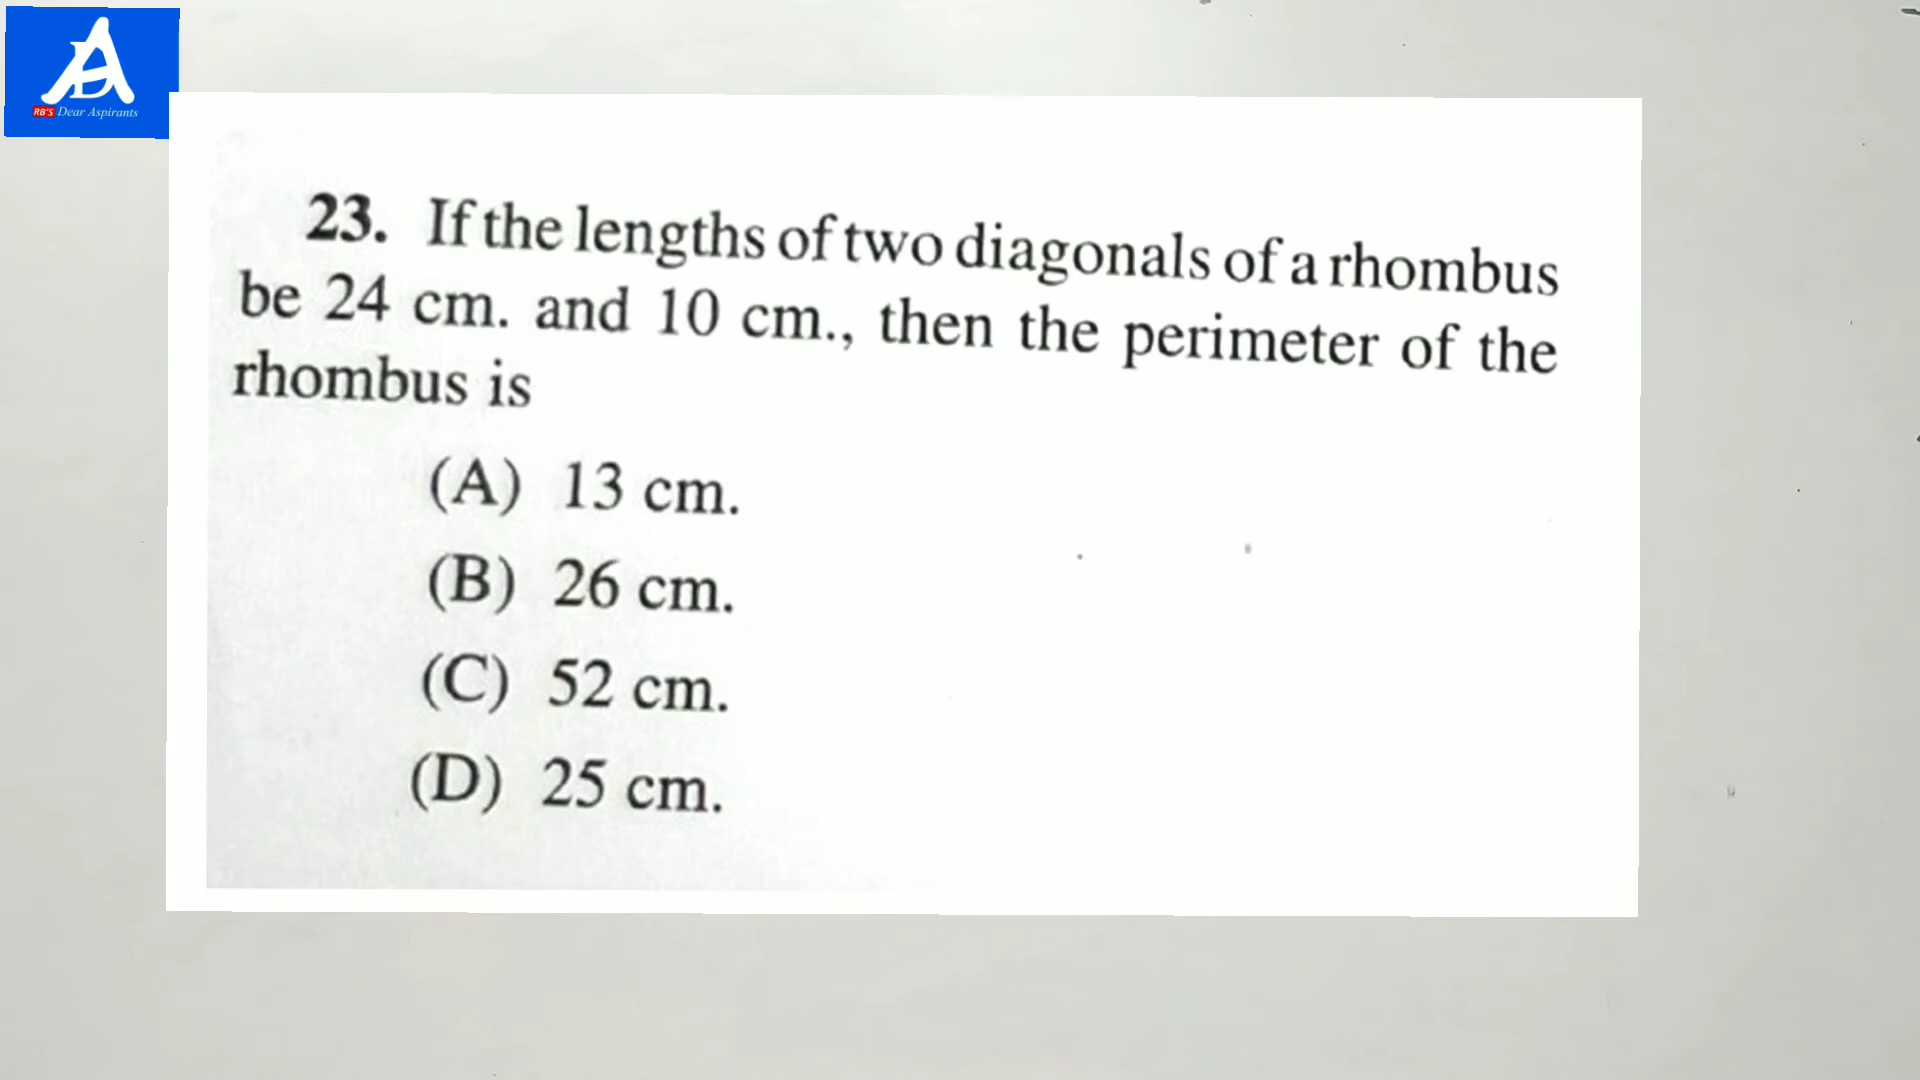 RB'S Dear Aspirants
23. If the lengths of two diagonals of a rhombus
be 24 cm. and 10 cm., then the perimeter of the
rhombus is
(A) 13 cm.
(B) 26 cm.
(C) 52 cm.
(D) 25 cm.